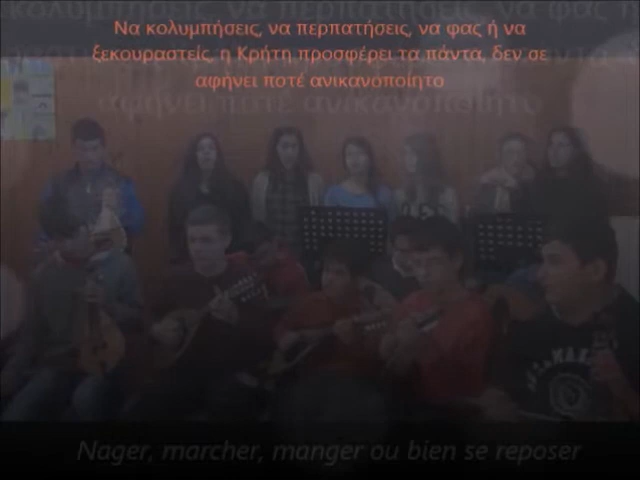 Να κολυμπήσεις, να περπατήσεις, να φας ή να
ξεκουραστείς, η Κρήτη προσφέρει τα πάντα, δεν σε
αφήνει ποτέ ανικανοποίητο
Nager, marcher, manger ou bien se reposer